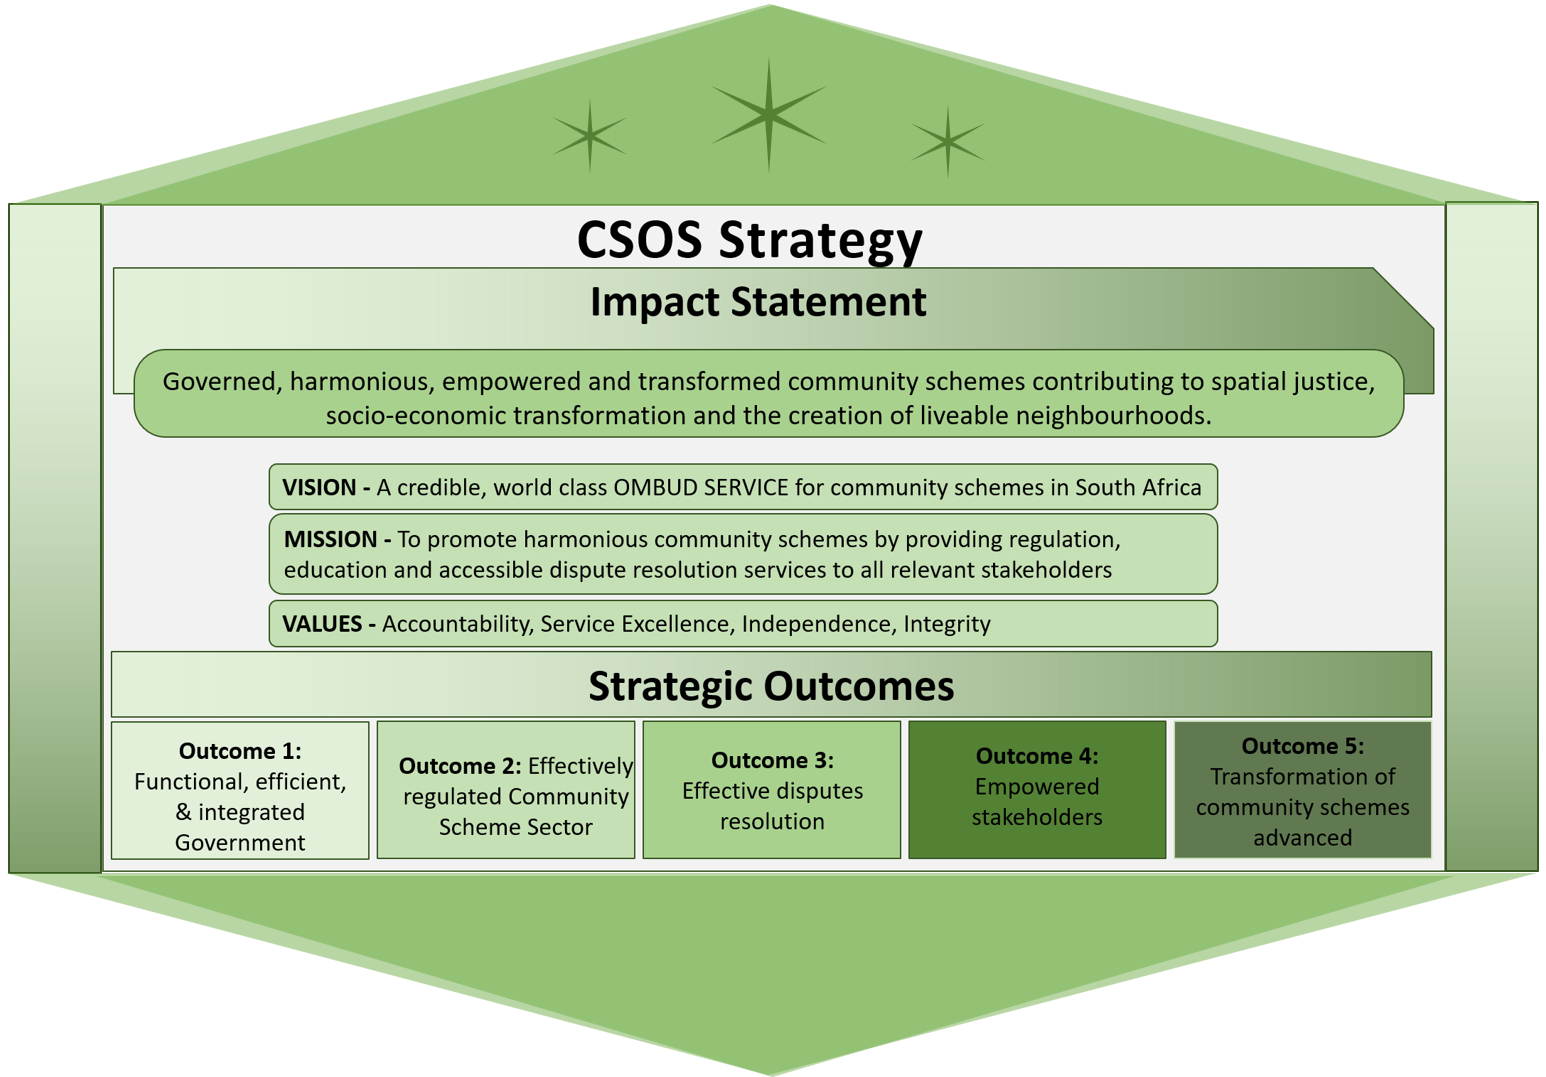 CSOS Strategy
Impact Statement
Governed, harmonious, empowered and transformed community schemes contributing to spatial justice,
socio-economic transformation and the creation of liveable neighbourhoods.
VISION - A credible, world class OMBUD SERVICE for community schemes in South Africa
MISSION - To promote harmonious community schemes by providing regulation,
education and accessible dispute resolution services to all relevant stakeholders
VALUES - Accountability, Service Excellence, Independence, Integrity
Strategic Outcomes
Outcome 1:
Functional, efficient,
& integrated
Government
Outcome 2: Effectively
regulated Community
Scheme Sector
Outcome 3:
Effective disputes
resolution
Outcome 4:
Empowered
stakeholders
Outcome 5:
Transformation of
community schemes
advanced